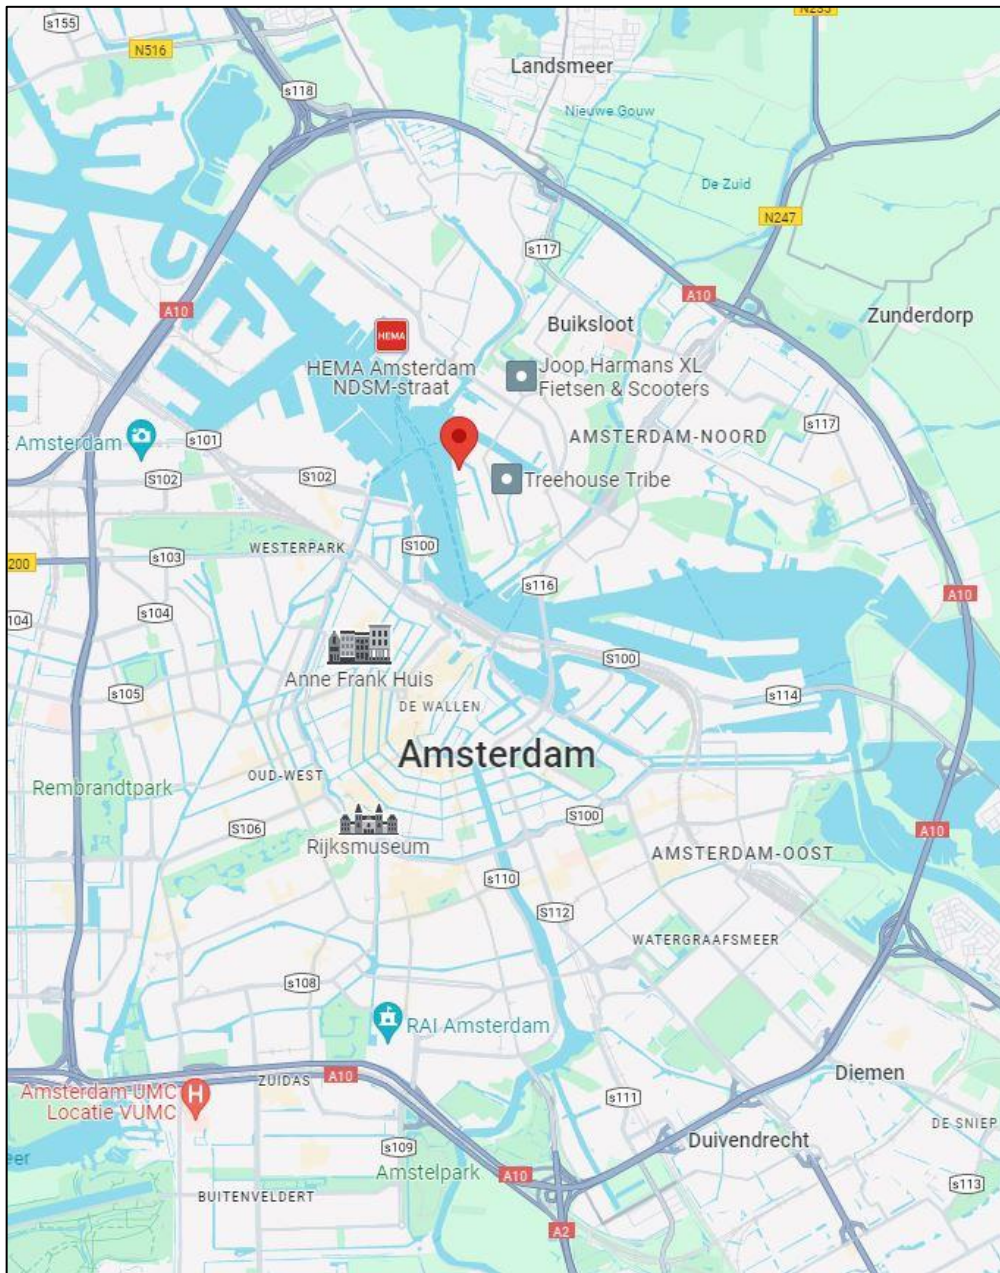 s155
N235
N516
Landsmeer
s118
Nieuwe Gouw
De Zuid
N247
s117
A10
A10
Zunderdorp
Buiksloot
HEMA
HEMA Amsterdam
NDSM-straat
Joop Harmans XL
Fietsen & Scooters
s117
AMSTERDAM-NOORD
Amsterdam
s101
S102
S102
Treehouse Tribe
WESTERPARK
S100
s103
200
s116
A10
s104
104
Anne Frank Huis
S100
s105
DE WALLEN
s114
Amsterdam
OUD-WEST
Rembrandtpark
S106
Rijksmuseum
S100
A10
AMSTERDAM-OOST
s110
S112
WATERGRAAFSMEER
s108
RAI Amsterdam
ZUIDAS
A10
Diemen
Amsterdam UMC
Locatie VUMC
H
s111
DE SNIEP
Duivendrecht
s109
Amstelpark
A10
s113
BUITENVELDERT
A2